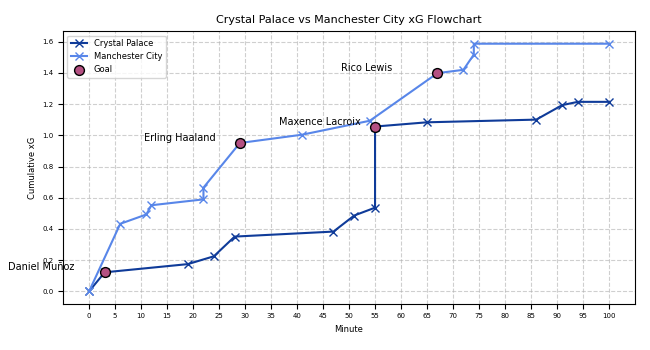 Crystal Palace vs Manchester City xG Flowchart
Crystal Palace
Manchester City
Goal
Rico Lewis
Maxence Lacroix
Erling Haaland
Daniel Muñoz
Cumulative xG
1.6
1.4
1.2
1.0
0.8
0.6
0.4
0.2
0.0
0 5 10 15 20 25 30 35 40 45 50 55 60 65 70 75 80 85 90 95 100
Minute